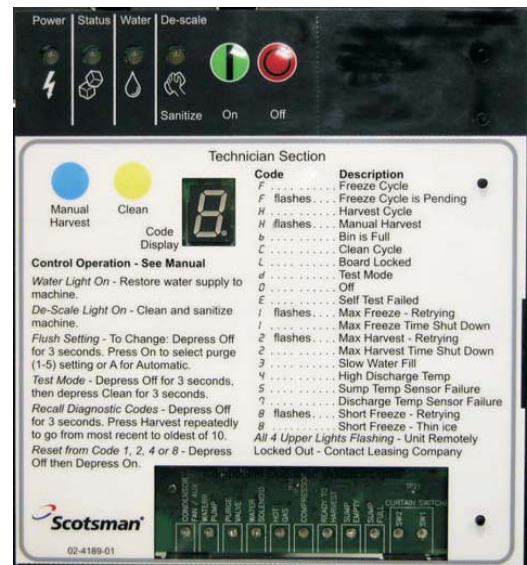 Power Status Water De-scale
Sanitize On Off
Technician Section
Manual
Harvest
Clean
Code
Display
8
Control Operation - See Manual
Water Light On - Restore water supply to
machine.
De-Scale Light On - Clean and sanitize
machine.
Flush Setting - To Change: Depress Off
for 3 seconds. Press On to select purge
(1-5) setting or A for Automatic.
Test Mode - Depress Off for 3 seconds,
then depress Clean for 3 seconds.
Recall Diagnostic Codes - Depress Off
for 3 seconds. Press Harvest repeatedly
to go from most recent to oldest of 10.
Reset from Code 1, 2, 4 or 8 - Depress
Off then Depress On.
Code Description
F . . . . . . . . . . Freeze Cycle
F flashes . . . . Freeze Cycle is Pending
H . . . . . . . . . . Harvest Cycle
H flashes . . . . Manual Harvest
b . . . . . . . . . . Bin is Full
C . . . . . . . . . . Clean Cycle
L . . . . . . . . . . Board Locked
d . . . . . . . . . . Test Mode
0 . . . . . . . . . . Off
E . . . . . . . . . . Self Test Failed
1 flashes . . . . Max Freeze - Retrying
1 . . . . . . . . . . Max Freeze Time Shut Down
2 flashes . . . . Max Harvest - Retrying
2 . . . . . . . . . . Max Harvest Time Shut Down
3 . . . . . . . . . . Slow Water Fill
4 . . . . . . . . . . High Discharge Temp
5 . . . . . . . . . . Sump Temp Sensor Failure
7 . . . . . . . . . . Discharge Temp Sensor Failure
8 flashes . . . . Short Freeze - Retrying
8 . . . . . . . . . . Short Freeze - Thin ice
All 4 Upper Lights Flashing - Unit Remotely
Locked Out - Contact Leasing Company
Scotsman
02-4189-01
CONDENSOR
FAN / AUX
WATER
PUMP
PURGE
VALVE
WATER
SOLENOID
HOT
GAS
COMPRESSOR
READY TO
HARVEST
SUMP
EMPTY
SUMP
FULL
TP21
CURTAIN SWITCH
SW2
SW1